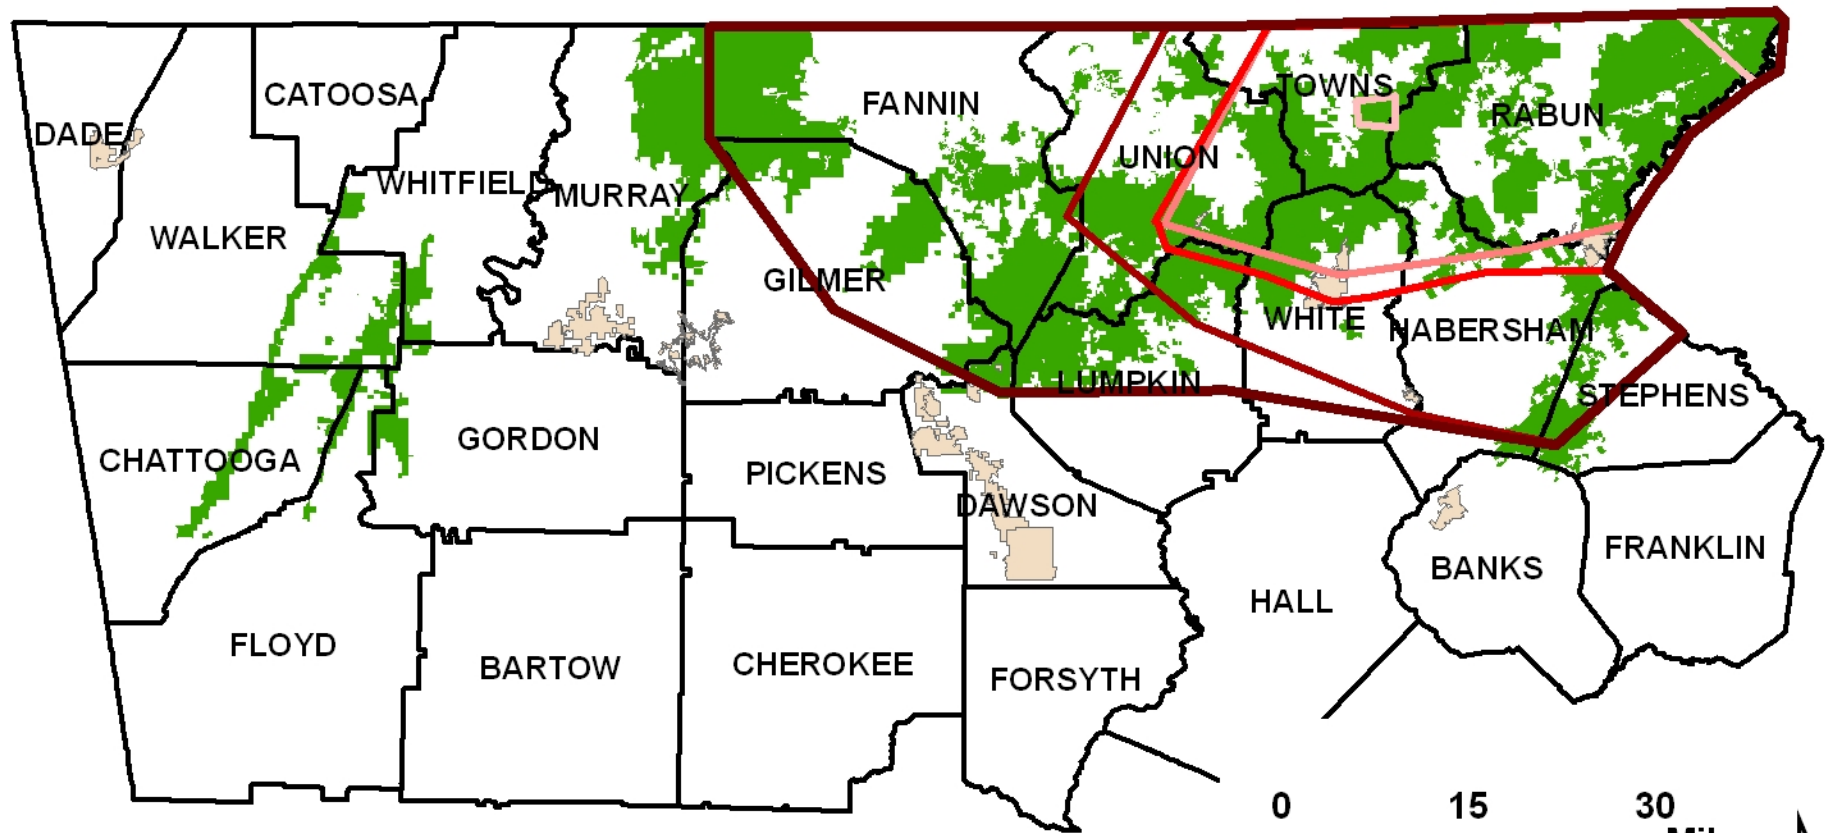 TOWNS
CATOOSA
FANNIN
RABUN
DADE
UNION
WHITFIELD
MURRAY
WALKER
GILMER
WHITE
HABERSHAM
LUMPKIN
STEPHENS
GORDON
CHATTOOGA
PICKENS
DAWSON
FRANKLIN
BANKS
HALL
FLOYD
CHEROKEE
BARTOW
FORSYTH
0 15 30